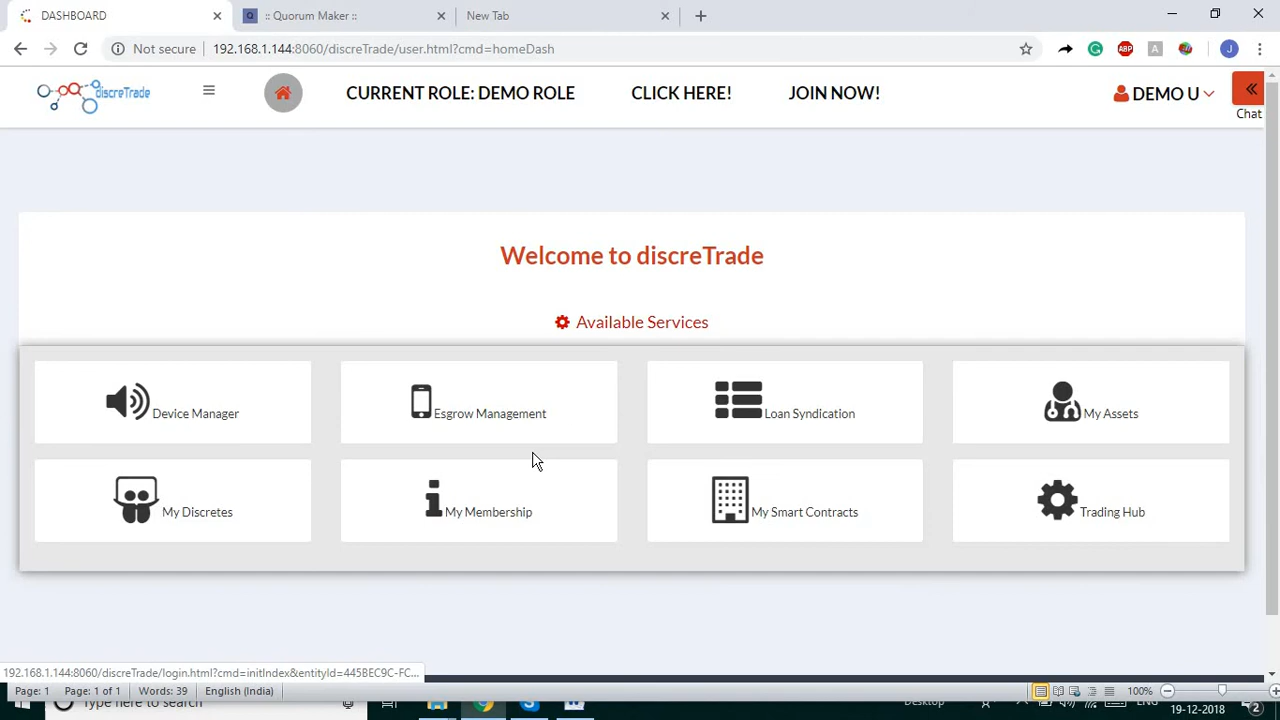 DASHBOARD
:: Quorum Maker ::
New Tab
Not secure
192.168.1.144:8060/discreTrade/user.html?cmd=homeDash
ABP
A
J
discreTrade
CURRENT ROLE: DEMO ROLE
CLICK HERE!
JOIN NOW!
DEMO U
Chat
Welcome to discreTrade
Available Services
Device Manager
Esgrow Management
Loan Syndication
My Assets
My Discretes
My Membership
My Smart Contracts
Trading Hub
192.168.1.144:8060/discreTrade/login.html?cmd=initIndex&entityId=445BEC9C-FC...
Page: 1
Page: 1 of 1
Words: 39
English (India)
100%
Type here to search
Desktop
ENG
19-12-2018
2